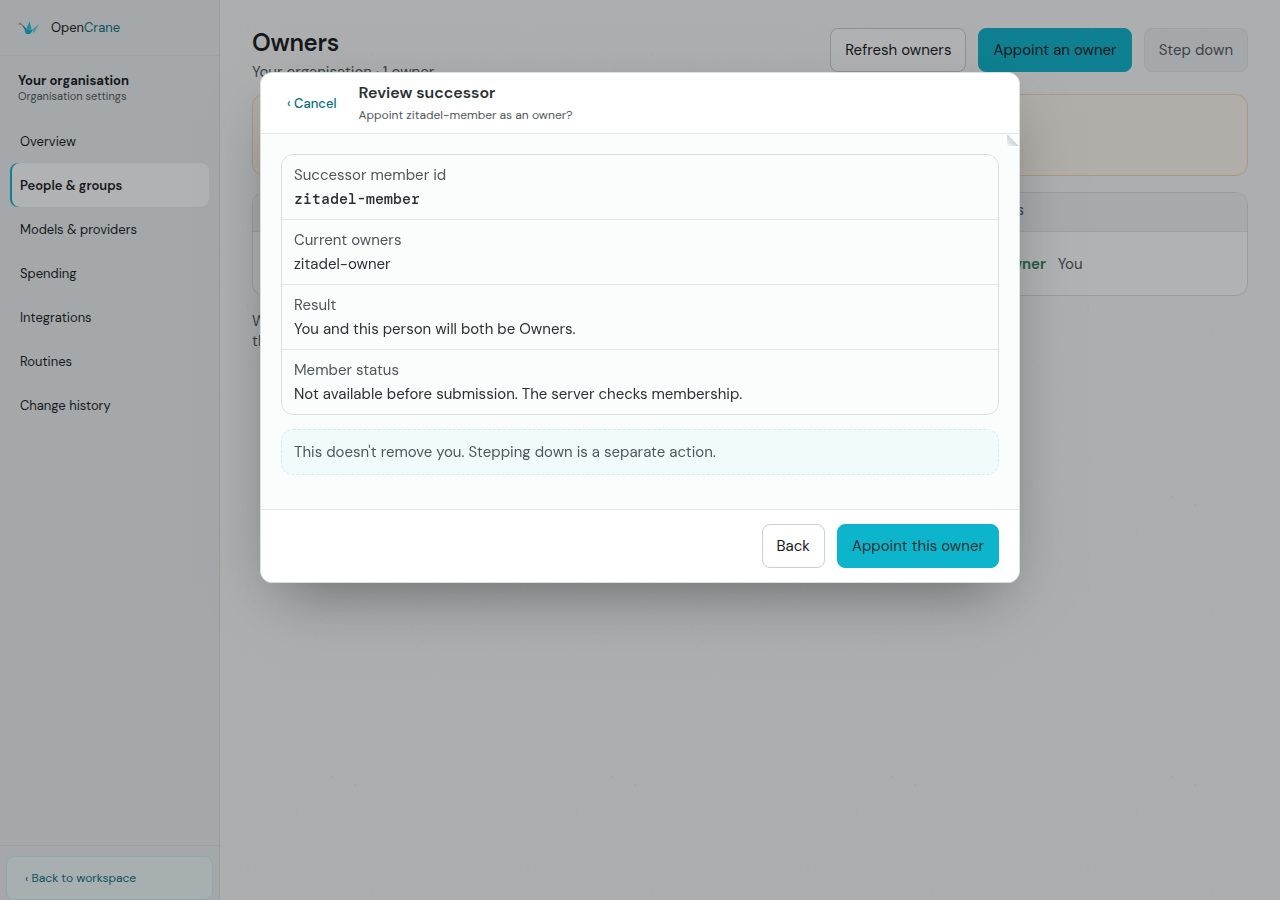 OpenCrane
Your organisation
Organisation settings
Overview
People & groups
Models & providers
Spending
Integrations
Routines
Change history
‹ Back to workspace
Owners
Your organisation · 1 owner
Refresh owners
Appoint an owner
Step down
You
‹ Cancel
Review successor
Appoint zitadel-member as an owner?
Successor member id
zitadel-member
Current owners
zitadel-owner
Result
You and this person will both be Owners.
Member status
Not available before submission. The server checks membership.
This doesn't remove you. Stepping down is a separate action.
Back
Appoint this owner